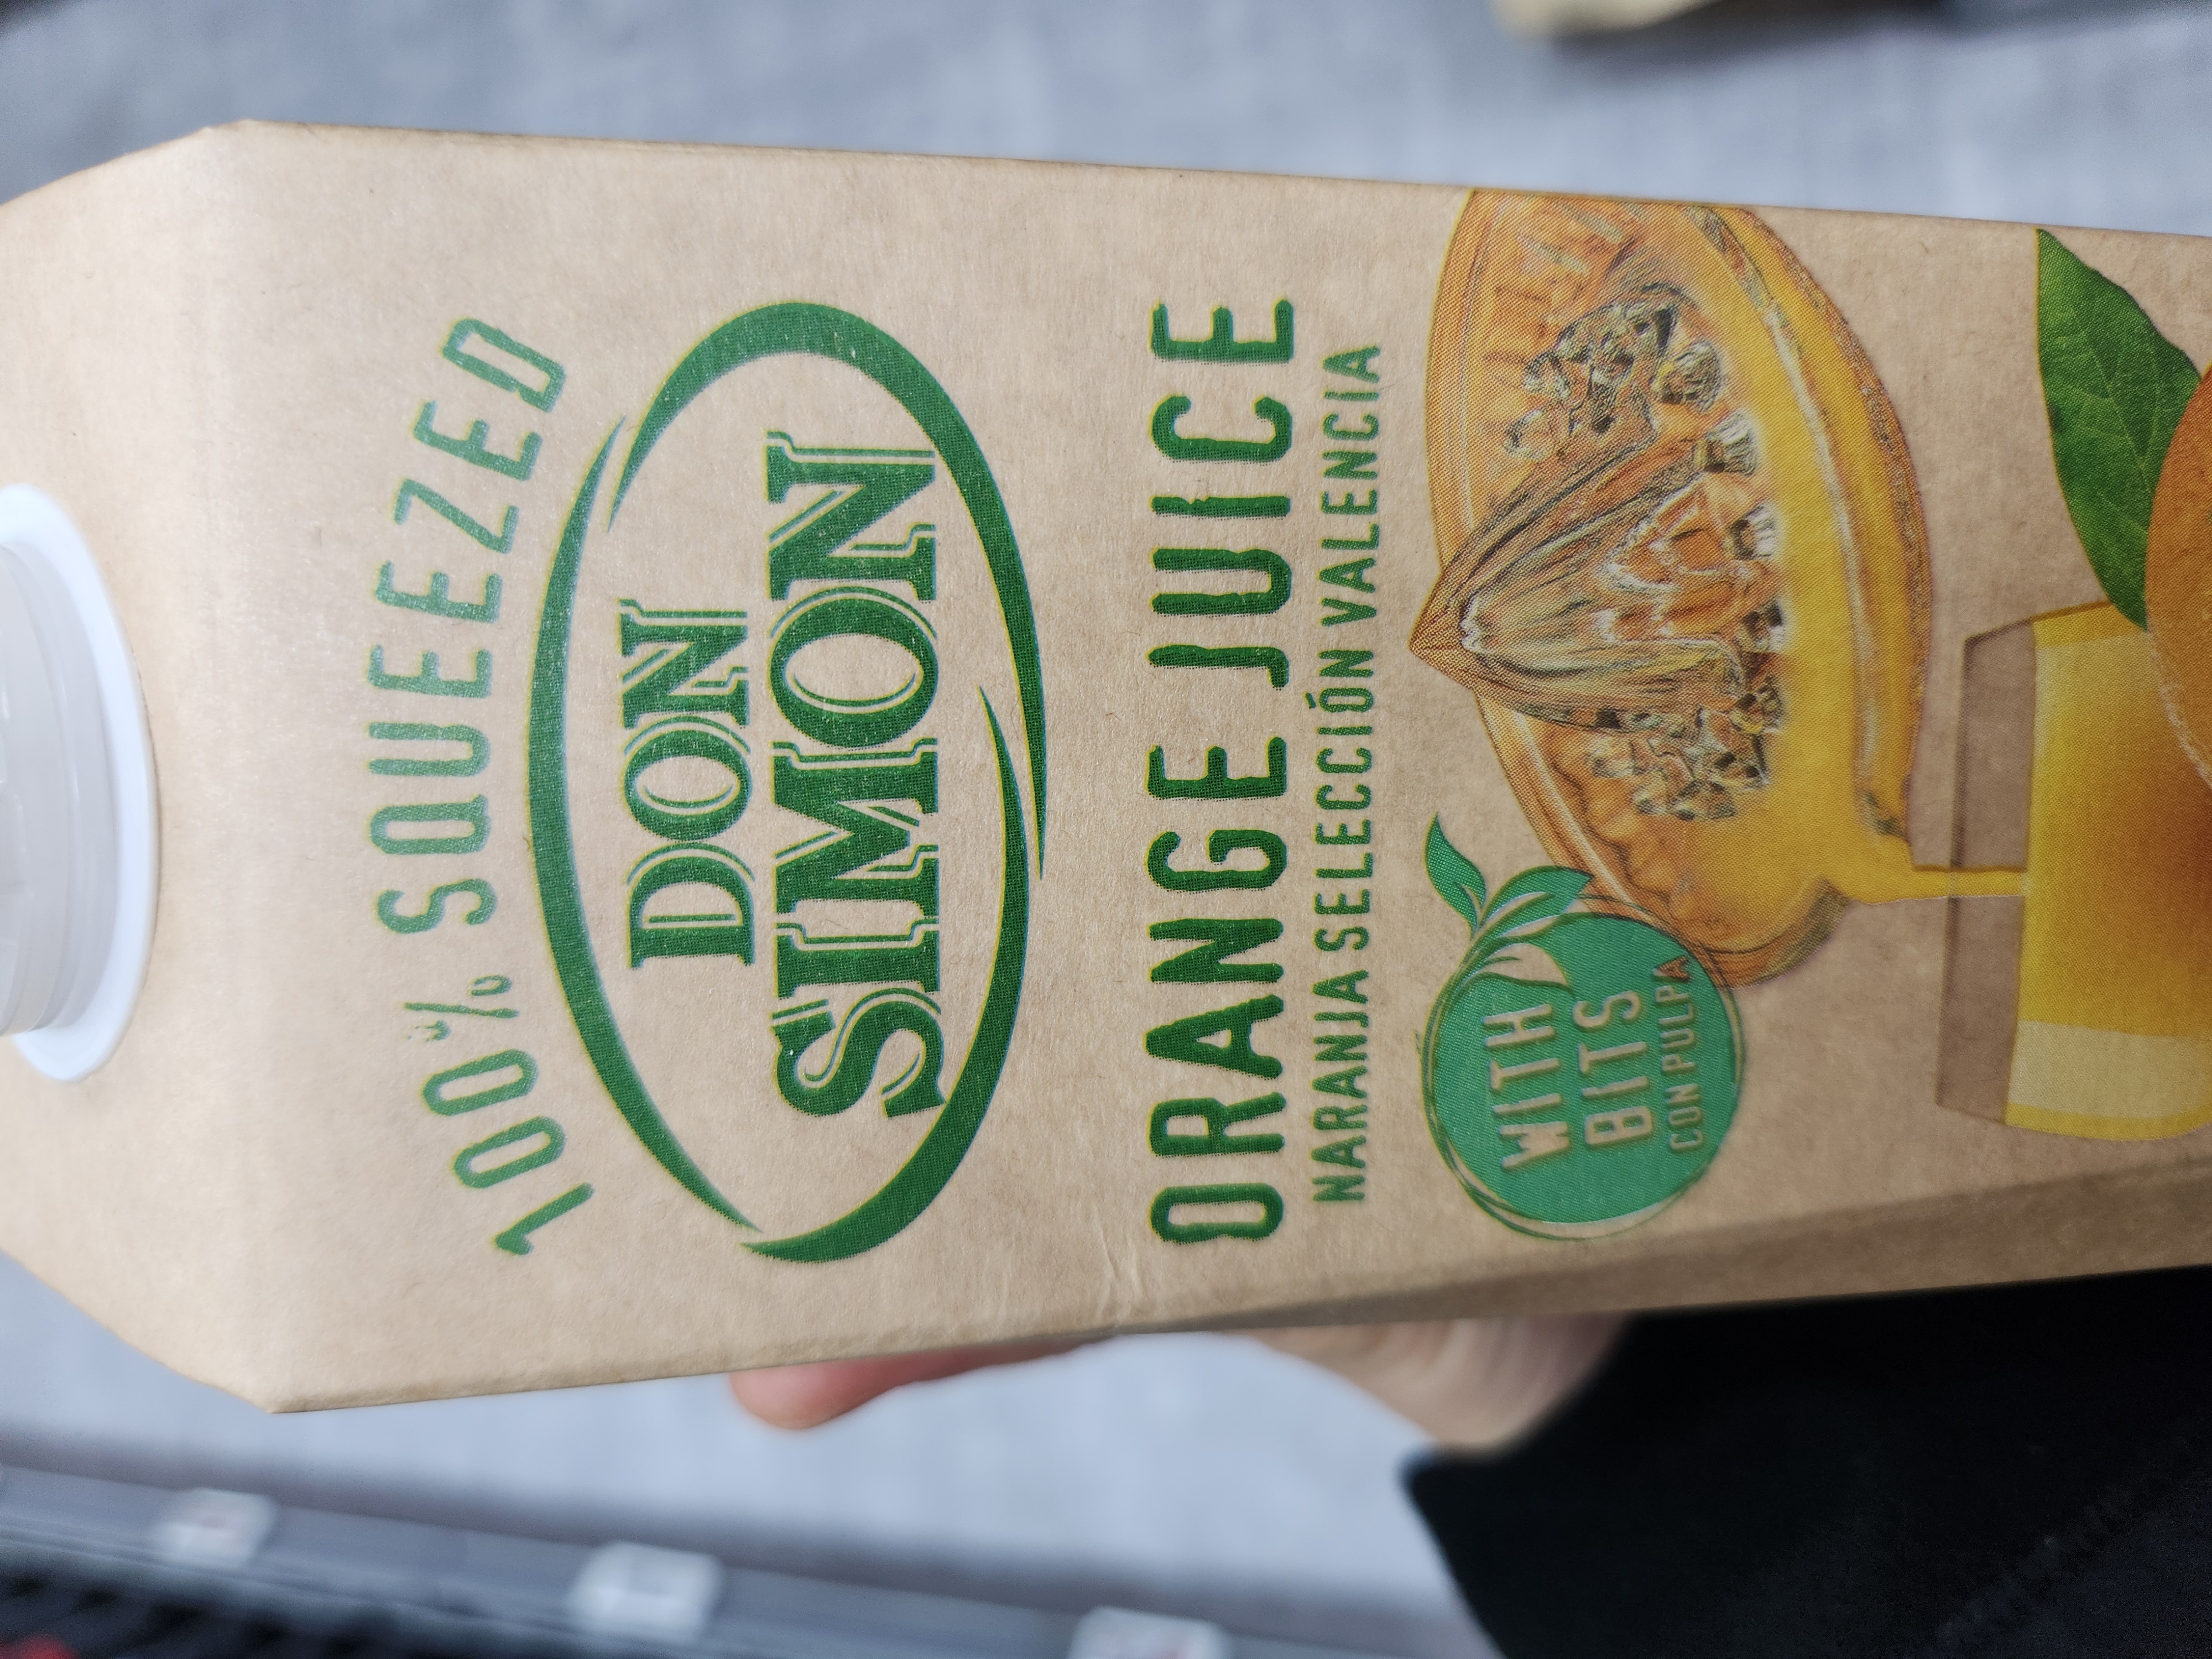 100% SQUEEZED
DON
SIMON
ORANGE JUICE
NARANJA SELECCIÓN VALENCIA
WITH
BITS
CON PULPA